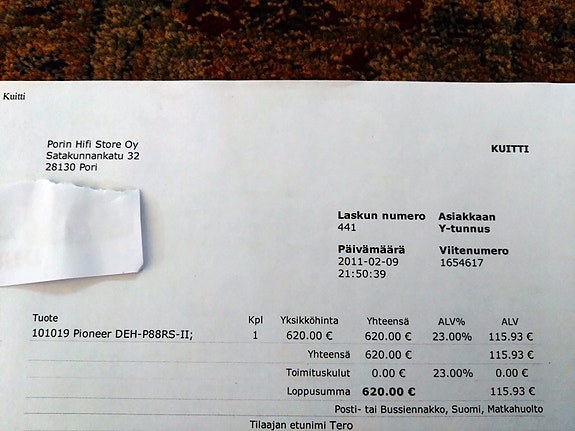 Kuitti
Porin Hifi Store Oy
Satakunnankatu 32
28130 Pori
KUITTI
Laskun numero Asiakkaan
441 Y-tunnus
Päivämäärä Viitenumero
2011-02-09 1654617
21:50:39
Tuote Kpl Yksikköhinta Yhteensä ALV% ALV
101019 Pioneer DEH-P88RS-II; 1 620.00 € 620.00 € 23.00% 115.93 €
Yhteensä 620.00 € 115.93 €
Toimituskulut 0.00 € 23.00% 0.00 €
Loppusumma 620.00 € 115.93 €
Posti- tai Bussiennakko, Suomi, Matkahuolto
Tilaajan etunimi Tero